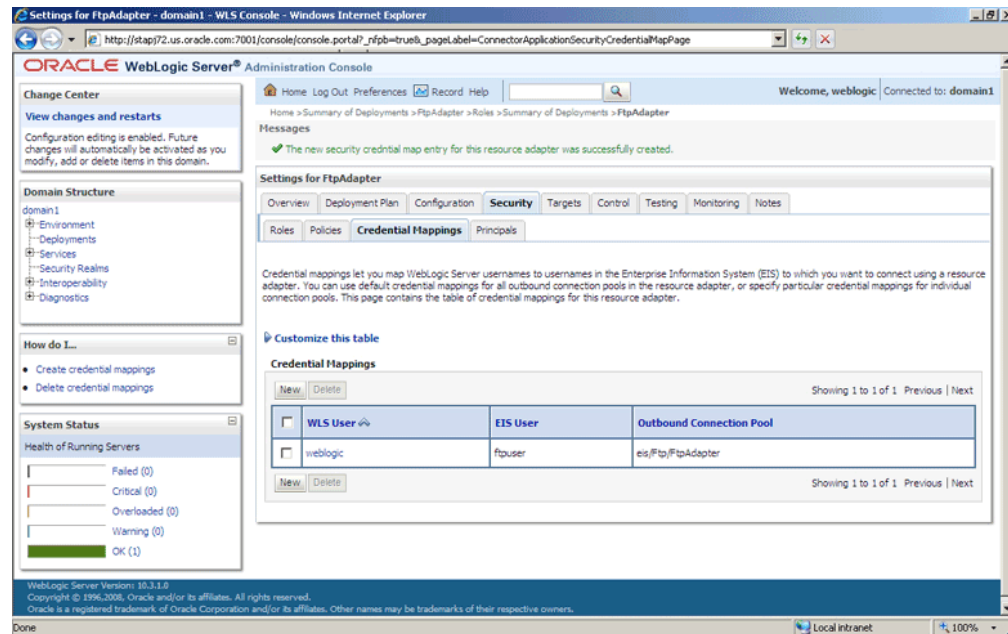 Settings for FtpAdapter - domain1 - WLS Console - Windows Internet Explorer
http://stapj72.us.oracle.com:7001/console/console.portal?_nfpb=true&_pageLabel=ConnectorApplicationSecurityCredentialMapPage
ORACLE WebLogic Server® Administration Console
Change Center
View changes and restarts
Configuration editing is enabled. Future
changes will automatically be activated as you
modify, add or delete items in this domain.
Domain Structure
domain1
Environment
Deployments
Services
Security Realms
Interoperability
Diagnostics
How do I...
Create credential mappings
Delete credential mappings
System Status
Health of Running Servers
Failed (0)
Critical (0)
Overloaded (0)
Warning (0)
OK (1)
Home Log Out Preferences Record Help
Welcome, weblogic Connected to: domain1
Home >Summary of Deployments >FtpAdapter >Roles >Summary of Deployments >FtpAdapter
Messages
The new security credntial map entry for this resource adapter was successfully created.
Settings for FtpAdapter
Overview Deployment Plan Configuration Security Targets Control Testing Monitoring Notes
Roles Policies Credential Mappings Principals
Credential mappings let you map WebLogic Server usernames to usernames in the Enterprise Information System (EIS) to which you want to connect using a resource
adapter. You can use default credential mappings for all outbound connection pools in the resource adapter, or specify particular credential mappings for individual
connection pools. This page contains the table of credential mappings for this resource adapter.
Customize this table
Credential Mappings
New Delete Showing 1 to 1 of 1 Previous | Next
WLS User EIS User Outbound Connection Pool
weblogic ftpuser eis/Ftp/FtpAdapter
New Delete Showing 1 to 1 of 1 Previous | Next
WebLogic Server Version: 10.3.1.0
Copyright © 1996,2008, Oracle and/or its affiliates. All rights reserved.
Oracle is a registered trademark of Oracle Corporation and/or its affiliates. Other names may be trademarks of their respective owners.
Done Local intranet 100%